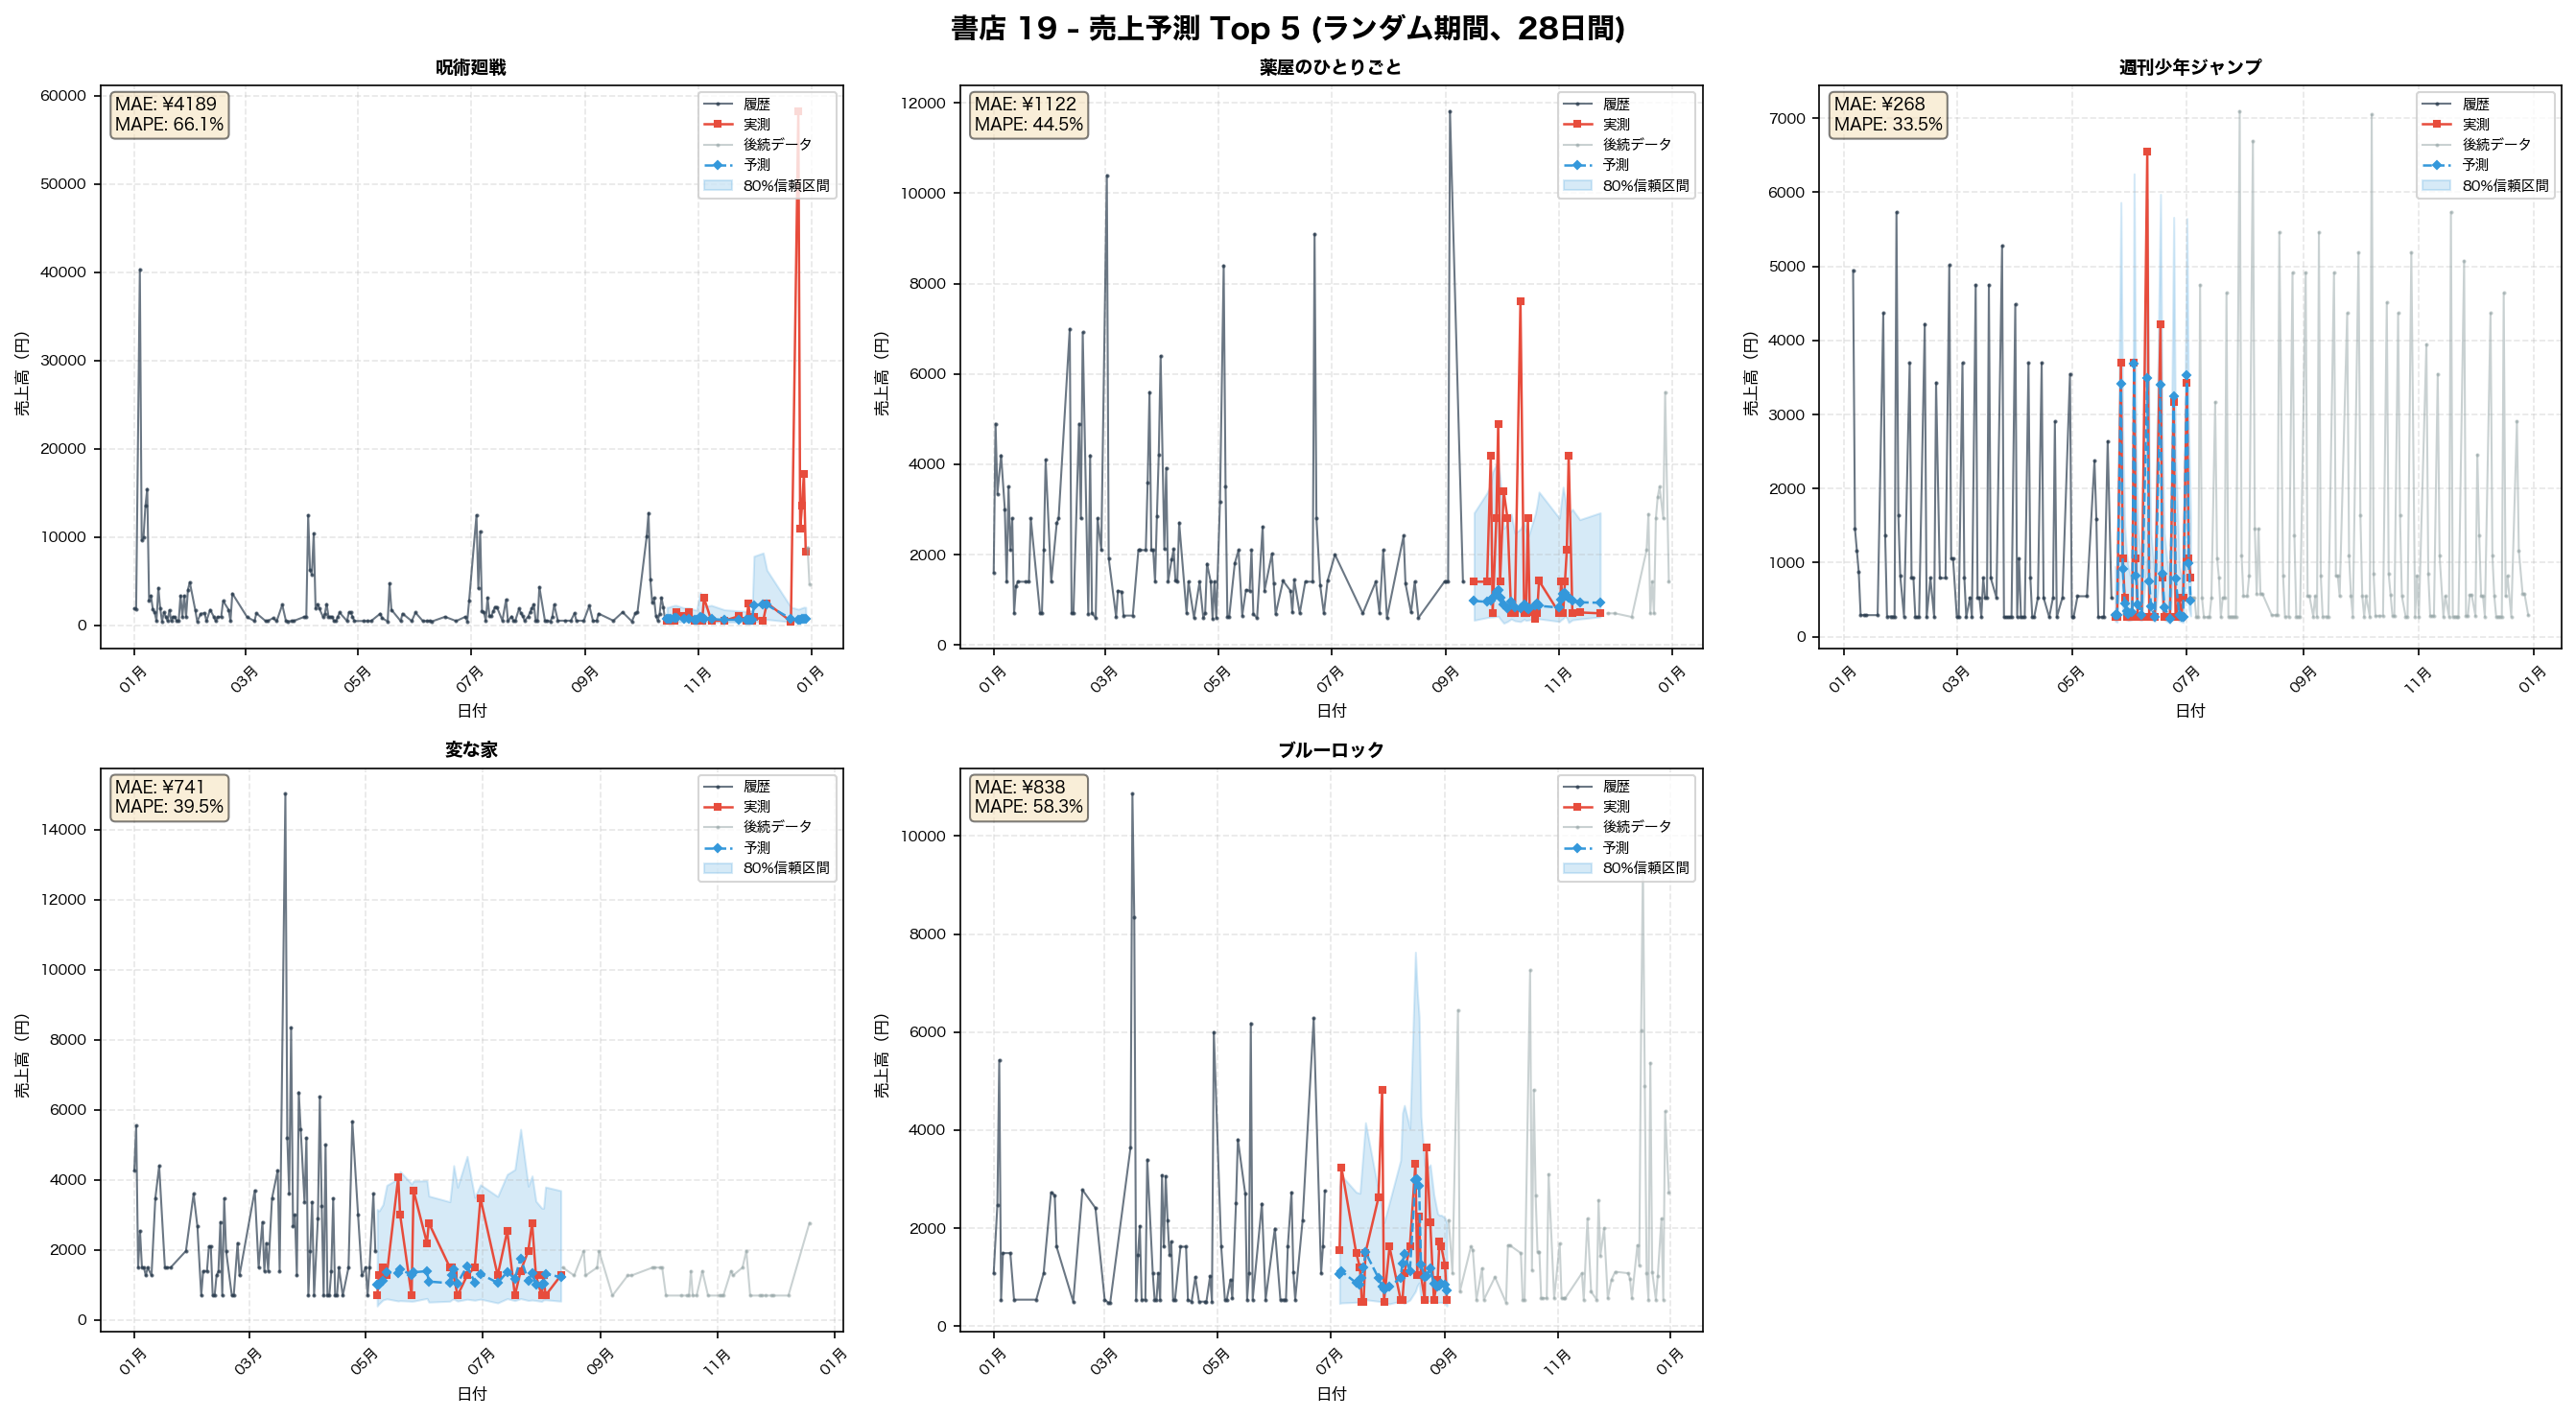 書店 19 - 売上予測 Top 5 (ランダム期間、28日間)
呪術廻戦
MAE: ¥4189
MAPE: 66.1%
履歴
実測
後続データ
予測
80%信頼区間
60000
50000
40000
30000
20000
10000
0
売上高（円）
01月
03月
05月
07月
09月
11月
01月
日付
薬屋のひとりごと
MAE: ¥1122
MAPE: 44.5%
履歴
実測
後続データ
予測
80%信頼区間
12000
10000
8000
6000
4000
2000
0
売上高（円）
01月
03月
05月
07月
09月
11月
01月
日付
週刊少年ジャンプ
MAE: ¥268
MAPE: 33.5%
履歴
実測
後続データ
予測
80%信頼区間
7000
6000
5000
4000
3000
2000
1000
0
売上高（円）
01月
03月
05月
07月
09月
11月
01月
日付
変な家
MAE: ¥741
MAPE: 39.5%
履歴
実測
後続データ
予測
80%信頼区間
14000
12000
10000
8000
6000
4000
2000
0
売上高（円）
01月
03月
05月
07月
09月
11月
01月
日付
ブルーロック
MAE: ¥838
MAPE: 58.3%
履歴
実測
後続データ
予測
80%信頼区間
10000
8000
6000
4000
2000
0
売上高（円）
01月
03月
05月
07月
09月
11月
01月
日付